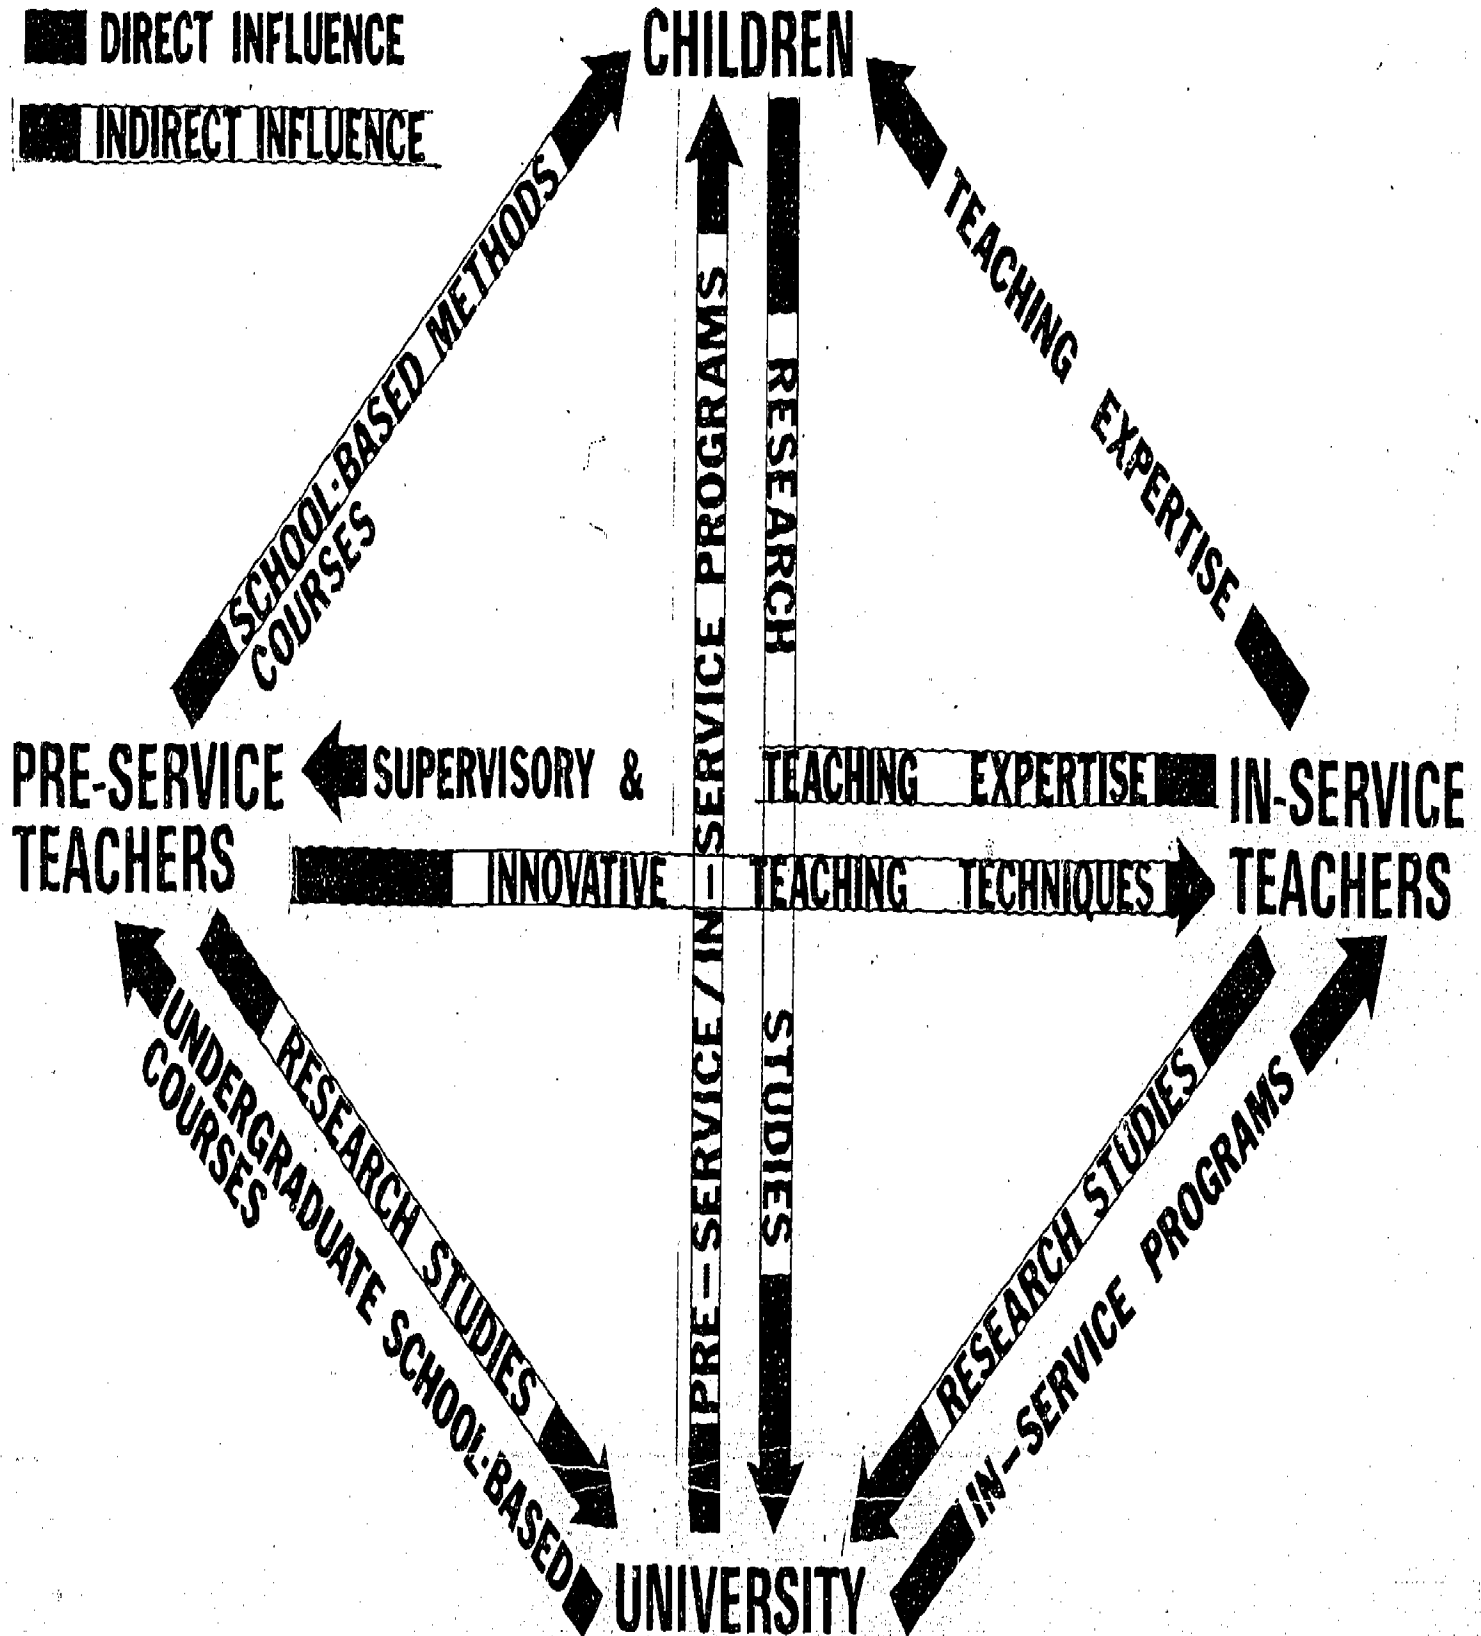 DIRECT INFLUENCE
INDIRECT INFLUENCE
CHILDREN
SCHOOL-BASED METHODS
COURSES
TEACHING EXPERTISE
PRE-SERVICE/IN-SERVICE PROGRAMS
RESEARCH STUDIES
PRE-SERVICE
TEACHERS
SUPERVISORY & TEACHING EXPERTISE
INNOVATIVE TEACHING TECHNIQUES
IN-SERVICE
TEACHERS
UNDERGRADUATE SCHOOL-BASED
COURSES
RESEARCH STUDIES
RESEARCH STUDIES
IN-SERVICE PROGRAMS
UNIVERSITY